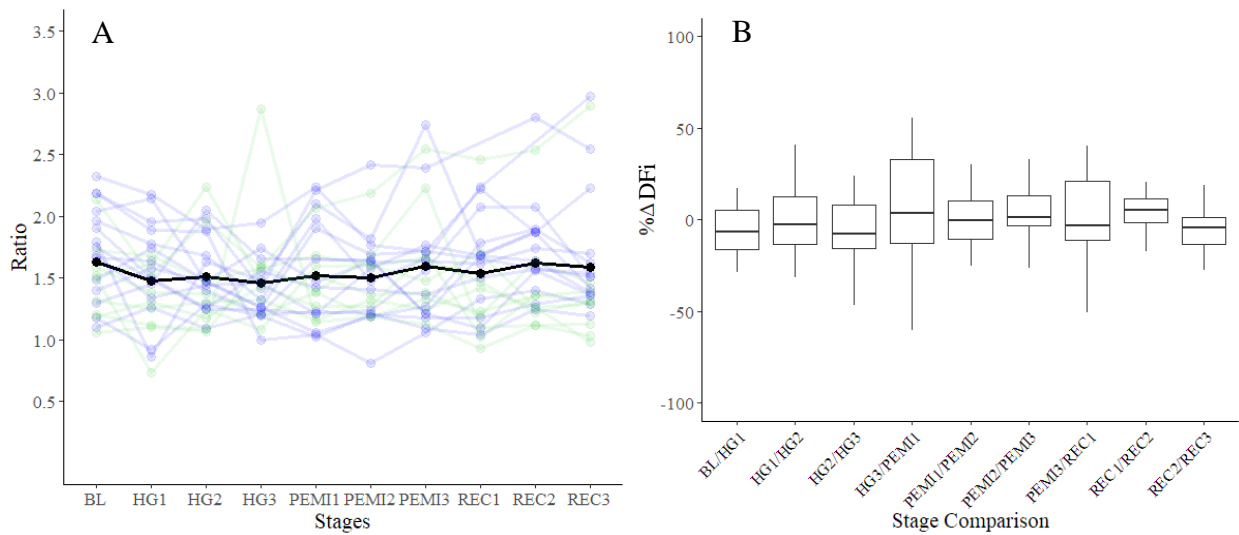 A
3.5
3.0
2.5
2.0
1.5
1.0
0.5
Ratio
BL HG1 HG2 HG3 PEMI1 PEMI2 PEMI3 REC1 REC2 REC3
Stages
B
100
50
0
-50
-100
%Δ DFi
BL/HG1
HG1/HG2
HG2/HG3
HG3/PEMI1
PEMI1/PEMI2
PEMI2/PEMI3
PEMI3/REC1
REC1/REC2
REC2/REC3
Stage Comparison